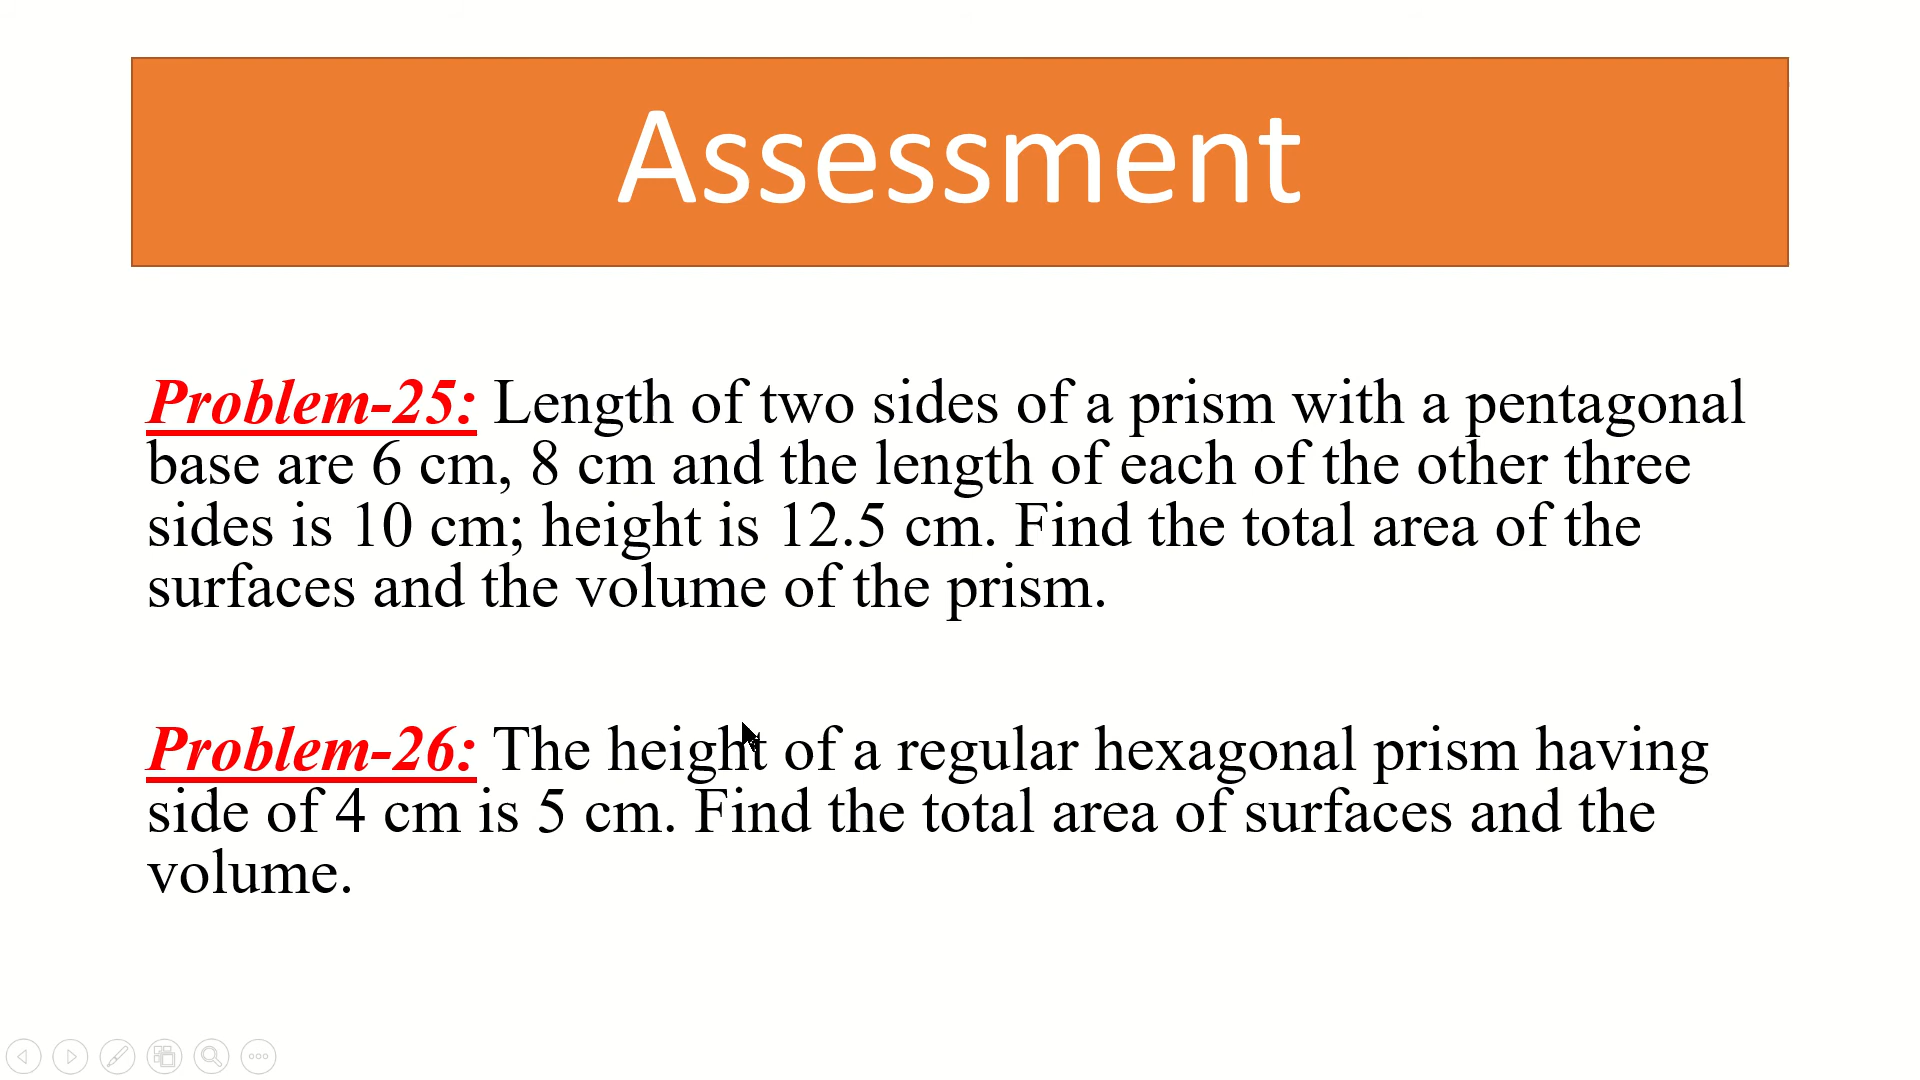 Assessment
Problem-25: Length of two sides of a prism with a pentagonal
base are 6 cm, 8 cm and the length of each of the other three
sides is 10 cm; height is 12.5 cm. Find the total area of the
surfaces and the volume of the prism.
Problem-26: The height of a regular hexagonal prism having
side of 4 cm is 5 cm. Find the total area of surfaces and the
volume.